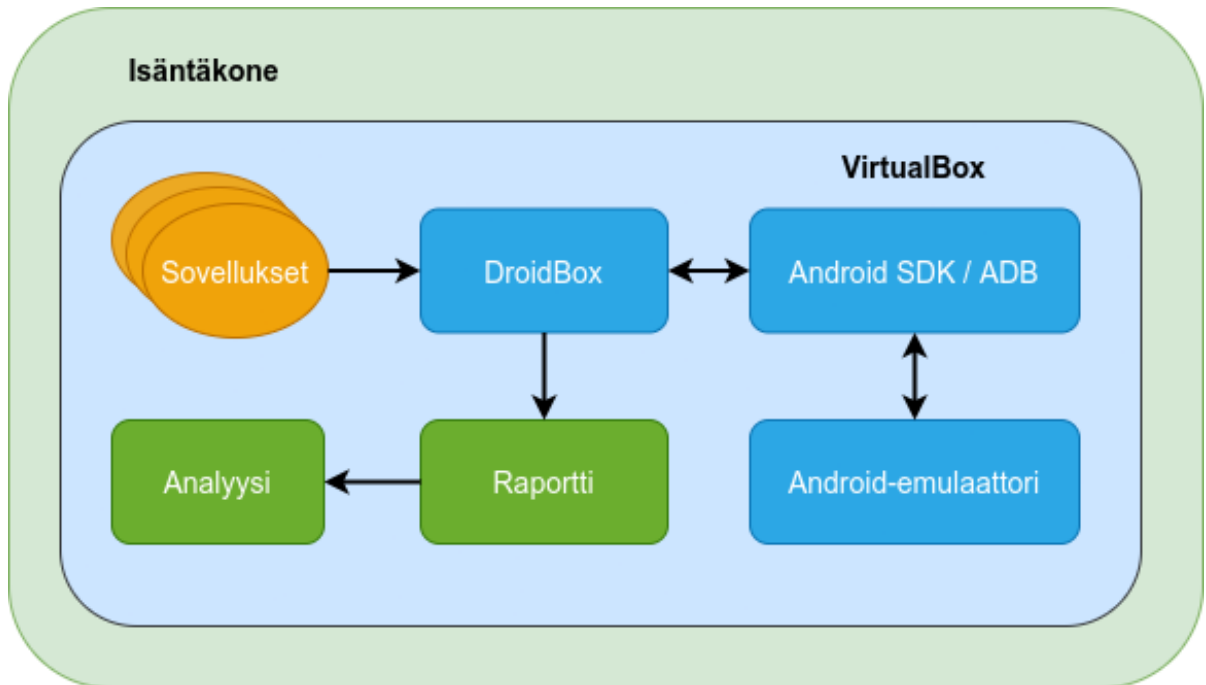 Isäntäkone
VirtualBox
Sovellukset
DroidBox
Android SDK / ADB
Analyysi
Raportti
Android-emulaattori